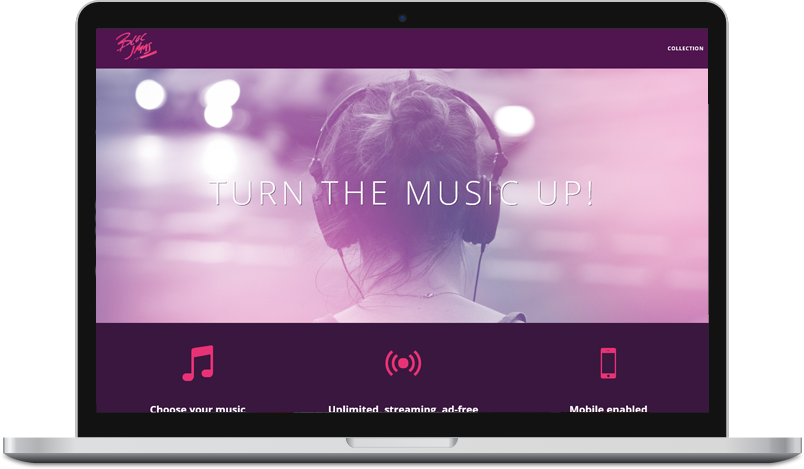 Bloc
Jams
COLLECTION
TURN THE MUSIC UP!
Choose your music
Unlimited, streaming, ad-free
Mobile enabled